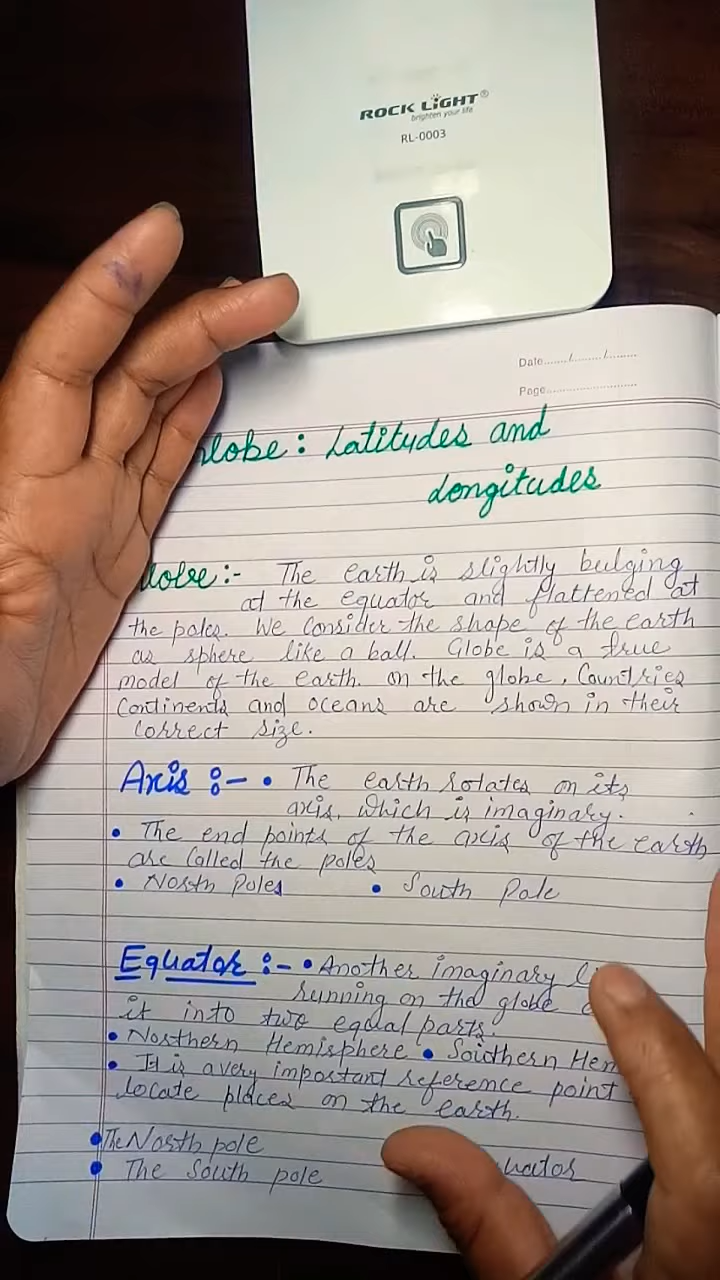 ROCK LIGHT®
brighten your life
RL-0003
Date......../........../.........
Page..............................
lobe: Latitudes and
Longitudes
lobe:- The earth is slightly bulging
at the equator and flattened at
the poles. We consider the shape of the earth
as sphere like a ball. Globe is a true
model of the earth. on the globe, Countries
Continents and oceans are shown in their
correct size.
Axis :- • The earth rotates on its
axis, which is imaginary.
• The end points of the axis of the earth
are called the poles
• North Poles • South Pole
Equator :- • Another imaginary
running on the globe
it into two equal parts.
• Northern Hemisphere • Southern Hem
• It is a very important reference point
locate places on the earth.
• The North pole
• The South pole uator